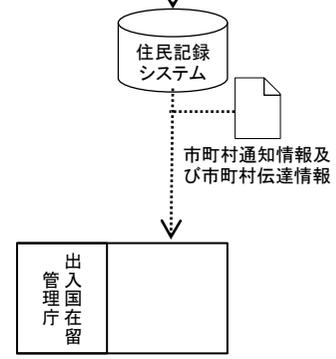 住民記録
システム
市町村通知情報及
び市町村伝達情報
出入国在留
管理庁